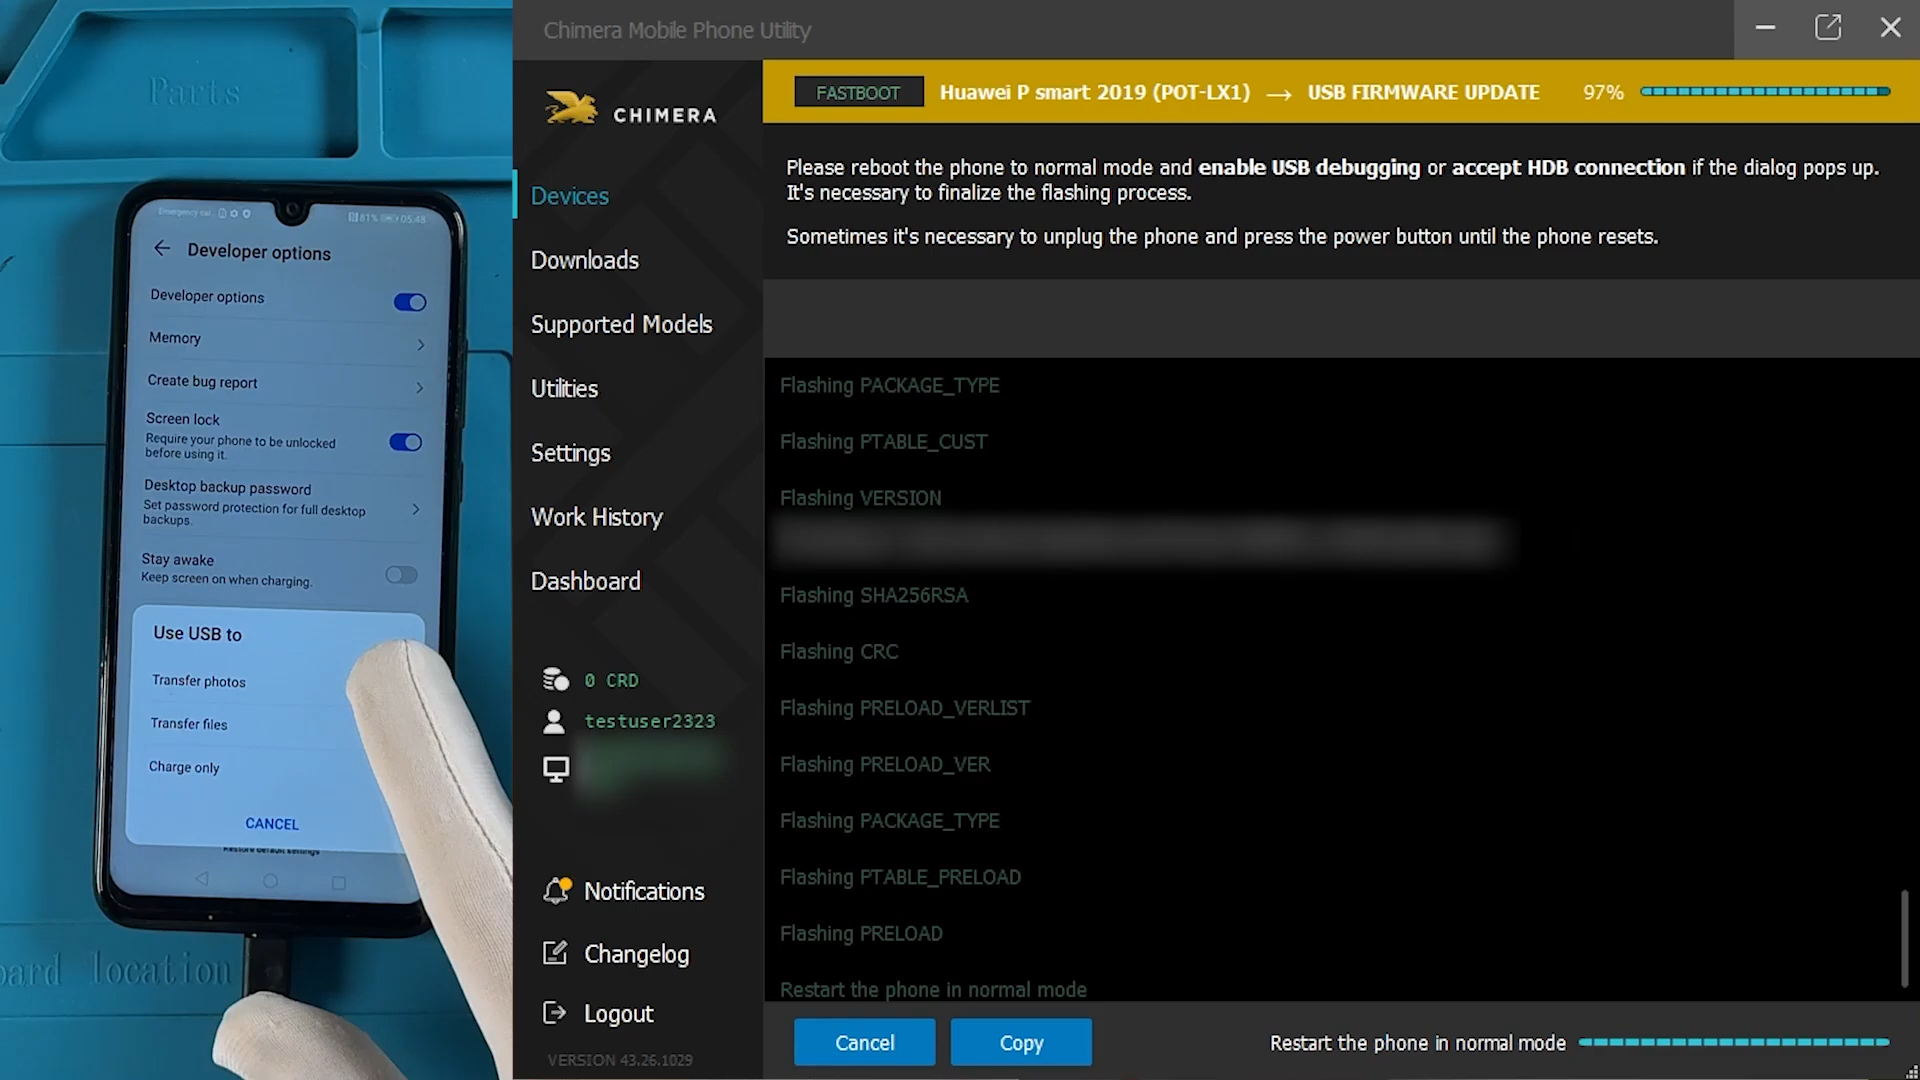 Parts
81%
05:48
Developer options
Developer options
Memory
Create bug report
Screen lock
Require your phone to be unlocked
before using it.
Desktop backup password
Set password protection for full desktop
backups.
Stay awake
Keep screen on when charging.
Use USB to
Transfer photos
Transfer files
Charge only
CANCEL
Restore default settings
location
Chimera Mobile Phone Utility
CHIMERA
Devices
Downloads
Supported Models
Utilities
Settings
Work History
Dashboard
0 CRD
testuser2323
Notifications
Changelog
Logout
VERSION 43.26.1029
FASTBOOT Huawei P smart 2019 (POT-LX1) → USB FIRMWARE UPDATE 97%
Please reboot the phone to normal mode and enable USB debugging or accept HDB connection if the dialog pops up.
It's necessary to finalize the flashing process.
Sometimes it's necessary to unplug the phone and press the power button until the phone resets.
Flashing PACKAGE_TYPE
Flashing PTABLE_CUST
Flashing VERSION
Flashing SHA256RSA
Flashing CRC
Flashing PRELOAD_VERLIST
Flashing PRELOAD_VER
Flashing PACKAGE_TYPE
Flashing PTABLE_PRELOAD
Flashing PRELOAD
Restart the phone in normal mode
Cancel
Copy
Restart the phone in normal mode